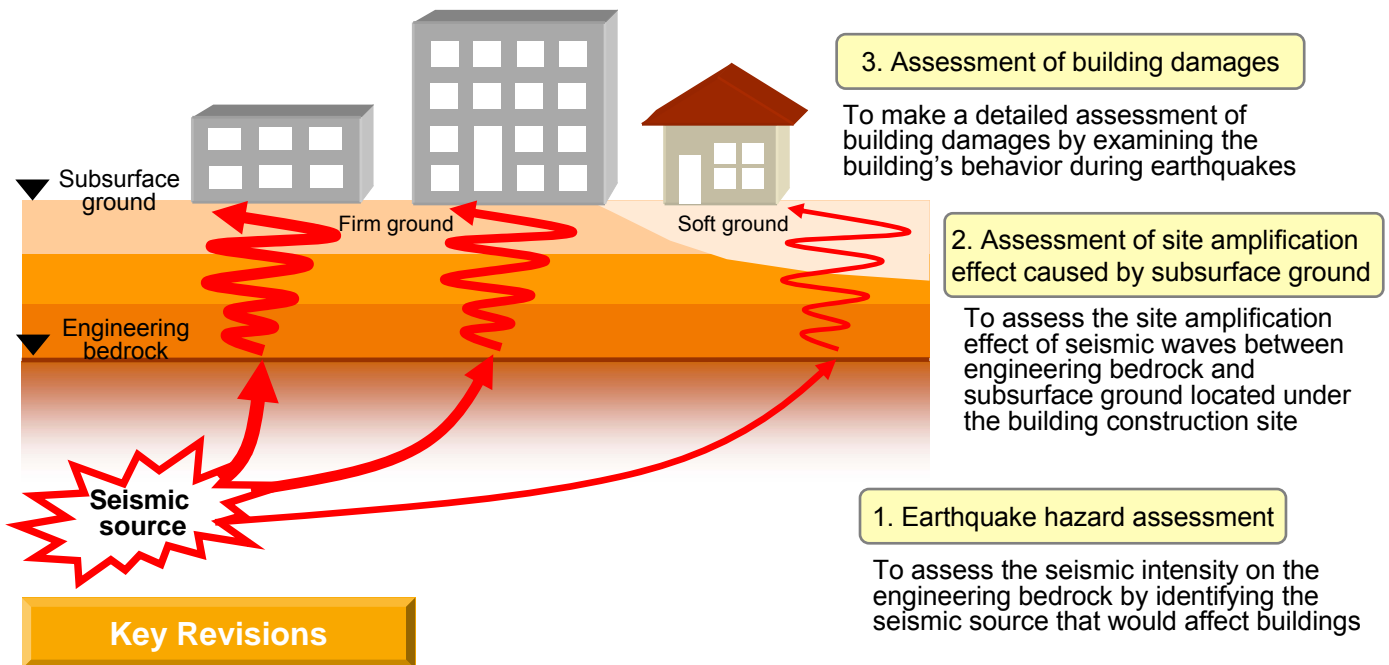 3. Assessment of building damages
To make a detailed assessment of
building damages by examining the
building's behavior during earthquakes
Subsurface
ground
Firm ground
Soft ground
2. Assessment of site amplification
effect caused by subsurface ground
To assess the site amplification
effect of seismic waves between
engineering bedrock and
subsurface ground located under
the building construction site
Engineering
bedrock
Seismic
source
1. Earthquake hazard assessment
To assess the seismic intensity on the
engineering bedrock by identifying the
seismic source that would affect buildings
Key Revisions